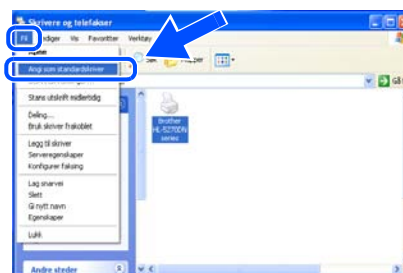 Skrivere og telefakser
Fil Rediger Vis Favoritter Verktøy
Søk Mapper
Angi som standardskriver
Stans utskrift midlertidig
Deling...
Bruk skriver frakoblet
Legg til skriver
Serveregenskaper
Konfigurer faksing
Lag snarvei
Slett
Gi nytt navn
Egenskaper
Lukk
Brother
HL-5270DN
series
Andre steder